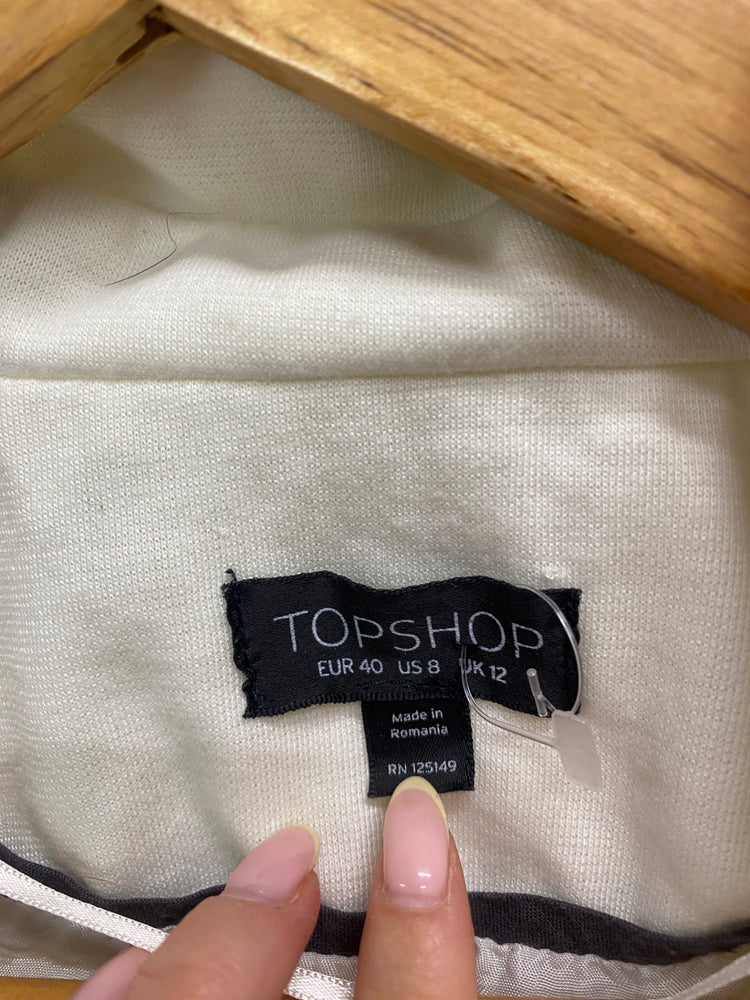 TOPSHOP
EUR 40 US 8 UK 12
Made in
Romania
RN 125149